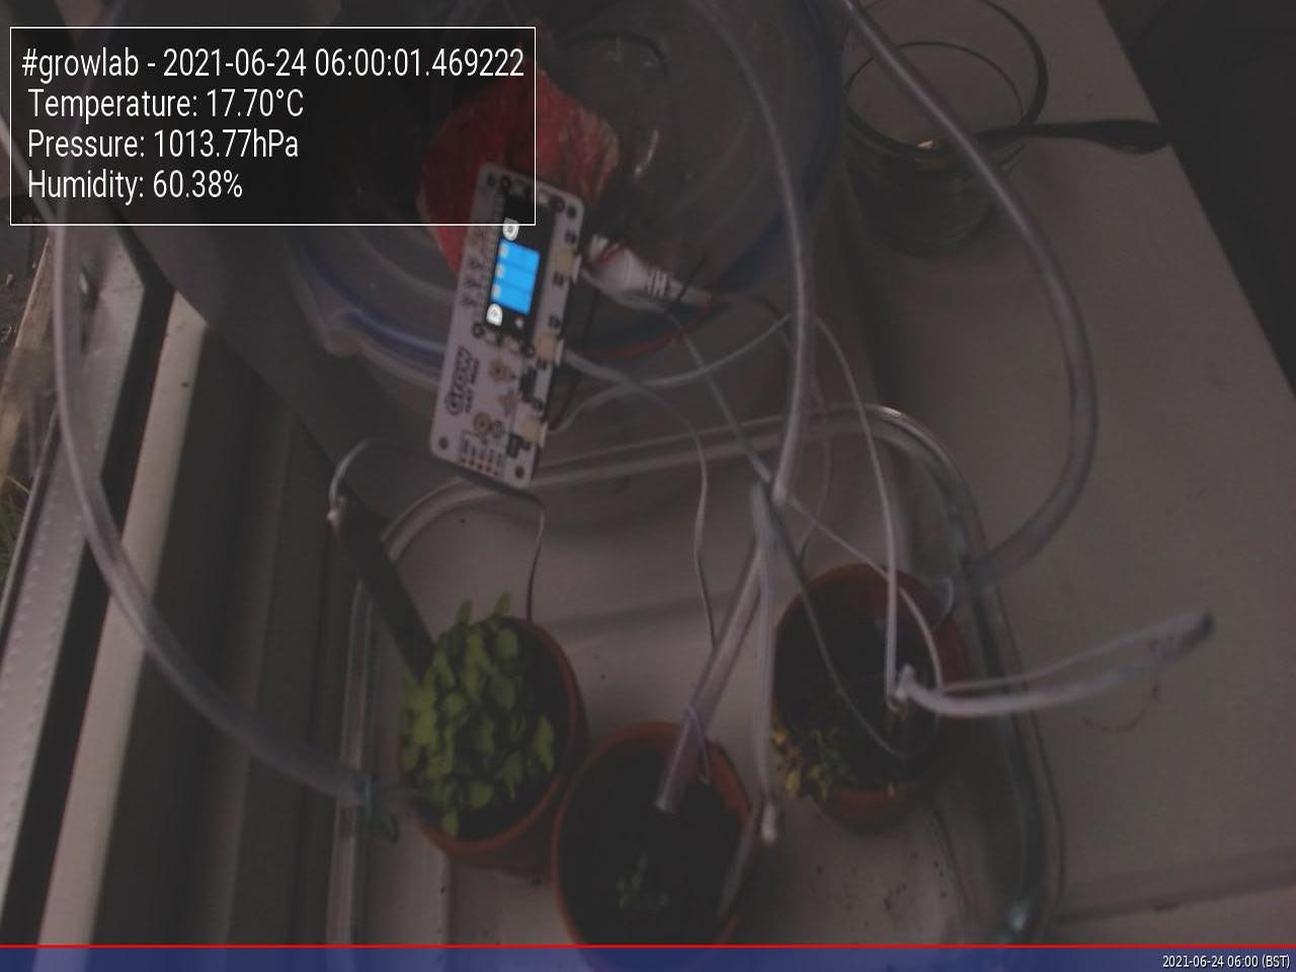 #growlab - 2021-06-24 06:00:01.469222
Temperature: 17.70°C
Pressure: 1013.77hPa
Humidity: 60.38%
Grow
2021-06-24 06:00 (BST)